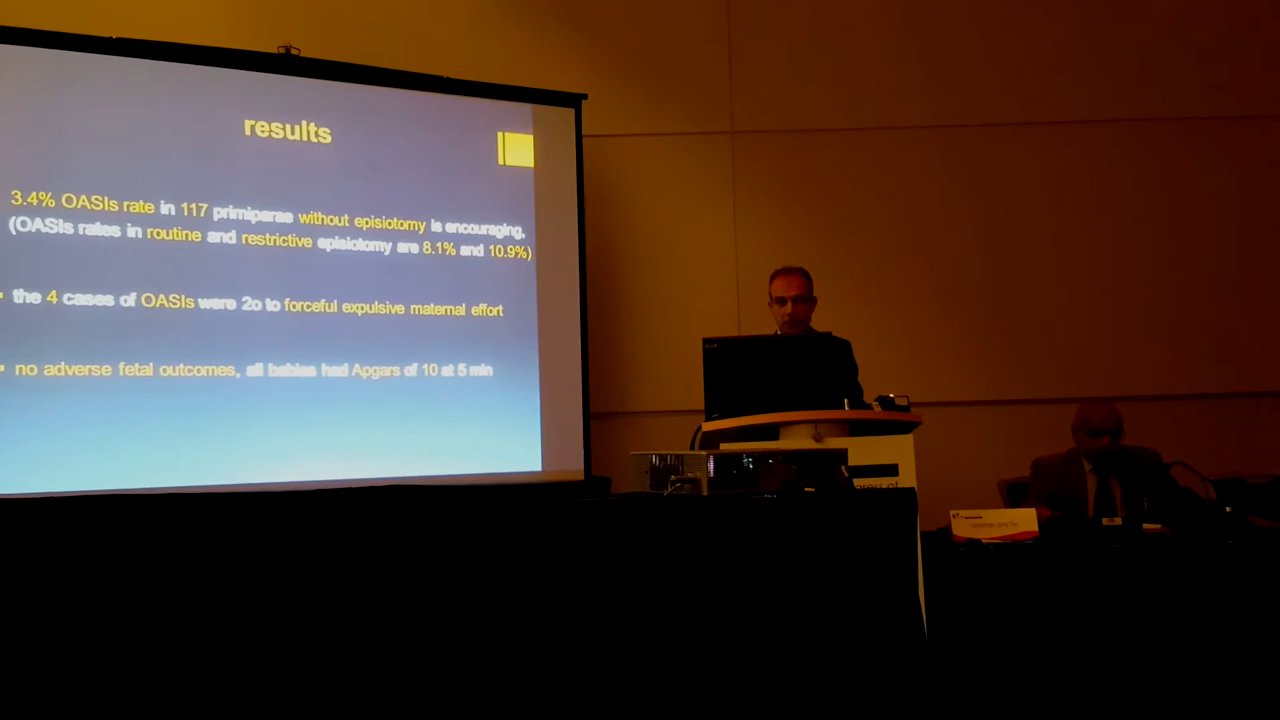 results
3.4% OASIs rate in 117 primiparae without episiotomy is encouraging,
(OASIs rates in routine and restrictive episiotomy are 8.1% and 10.9%)
the 4 cases of OASIs were 2o to forceful expulsive maternal effort
no adverse fetal outcomes, all babies had Apgars of 10 at 5 min
gress of